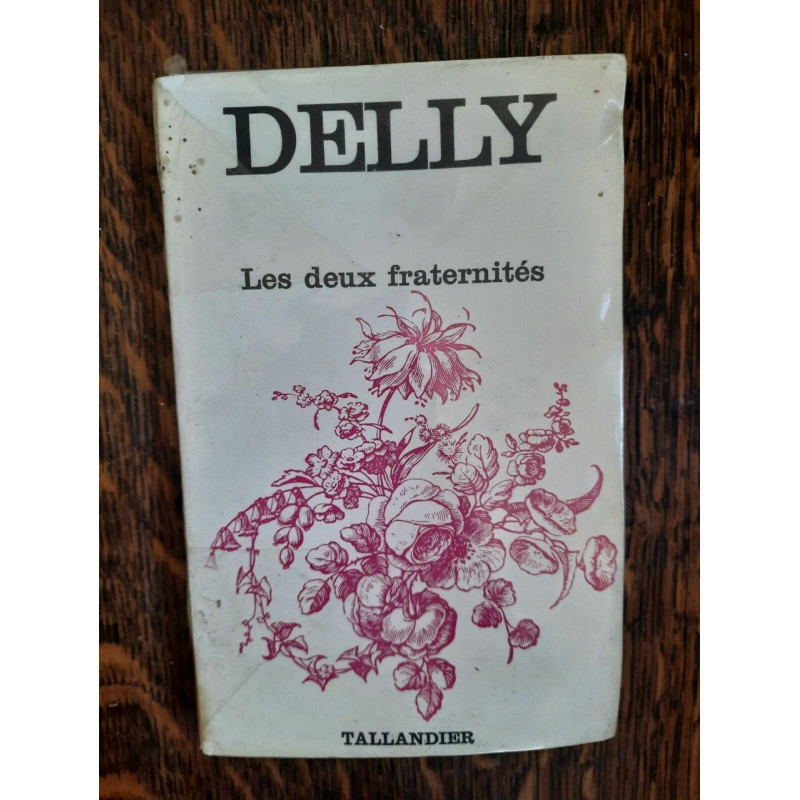 DELLY
Les deux fraternités
TALLANDIER